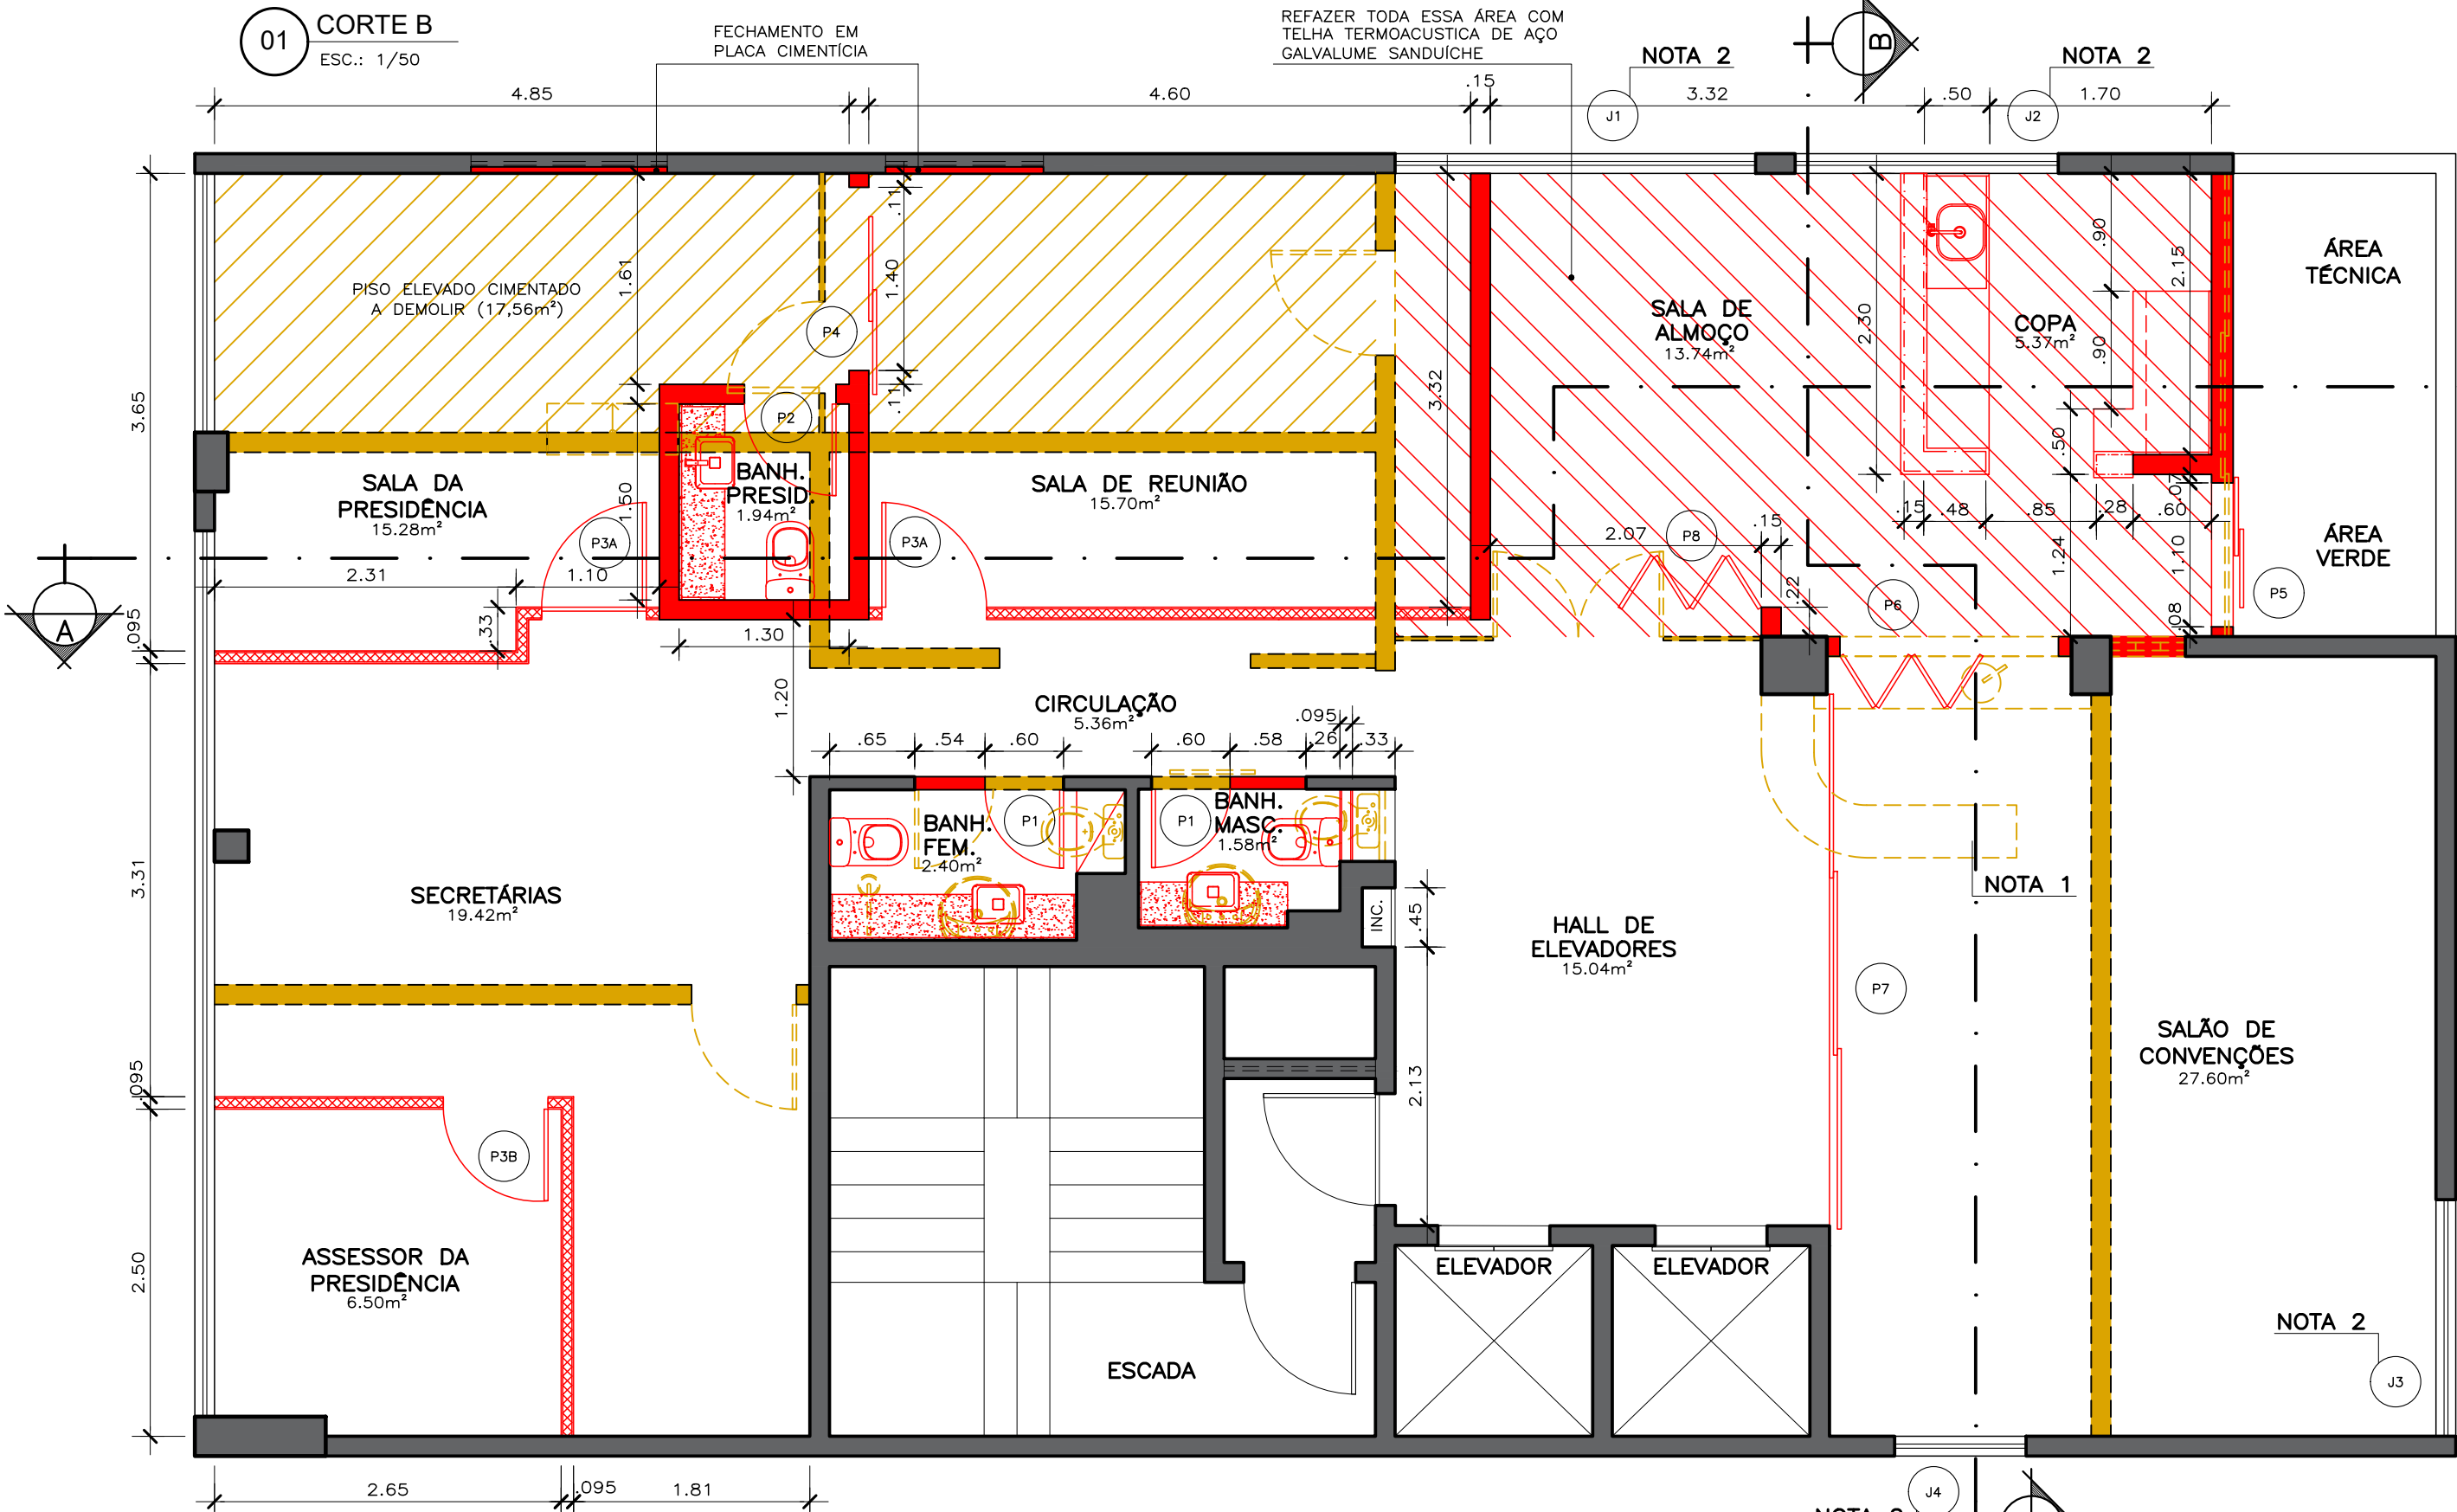 01
CORTE B
ESC.: 1/50
FECHAMENTO EM
PLACA CIMENTÍCIA
REFAZER TODA ESSA ÁREA COM
TELHA TERMOACUSTICA DE AÇO
GALVALUME SANDUÍCHE
NOTA 2
B
NOTA 2
4.85
4.60
.15
3.32
.50
1.70
J1
J2
3.65
PISO ELEVADO CIMENTADO
A DEMOLIR (17,56m²)
1.61
.11
1.40
.11
P4
P2
3.32
SALA DE
ALMOÇO
13.74m²
2.30
COPA
5.37m²
.90
.90
2.15
ÁREA
TÉCNICA
SALA DA
PRESIDÊNCIA
15.28m²
1.50
BANH.
PRESID.
1.94m²
SALA DE REUNIÃO
15.70m²
P3A
P3A
.50
.07
.15
.48
.85
.28
.60
2.07
P8
.15
.22
1.24
1.10
.08
ÁREA
VERDE
P5
P6
A
2.31
1.10
.33
.095
1.30
1.20
CIRCULAÇÃO
5.36m²
.65
.54
.60
.60
.58
.26
.095
.33
BANH.
FEM.
2.40m²
P1
P1
BANH.
MASC.
1.58m²
3.31
SECRETÁRIAS
19.42m²
INC.
.45
NOTA 1
HALL DE
ELEVADORES
15.04m²
P7
SALÃO DE
CONVENÇÕES
27.60m²
.095
2.13
P3B
2.50
ASSESSOR DA
PRESIDÊNCIA
6.50m²
ELEVADOR
ELEVADOR
ESCADA
NOTA 2
J3
2.65
.095
1.81
J4